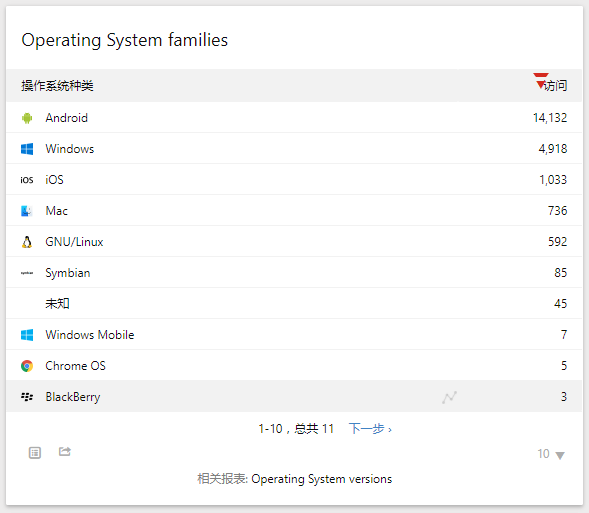 Operating System families
操作系统种类 访问
Android 14,132
Windows 4,918
iOS iOS 1,033
Mac 736
GNU/Linux 592
symbian Symbian 85
未知 45
Windows Mobile 7
Chrome OS 5
BlackBerry 3
1-10，总共 11 下一步 ›
10
相关报表: Operating System versions